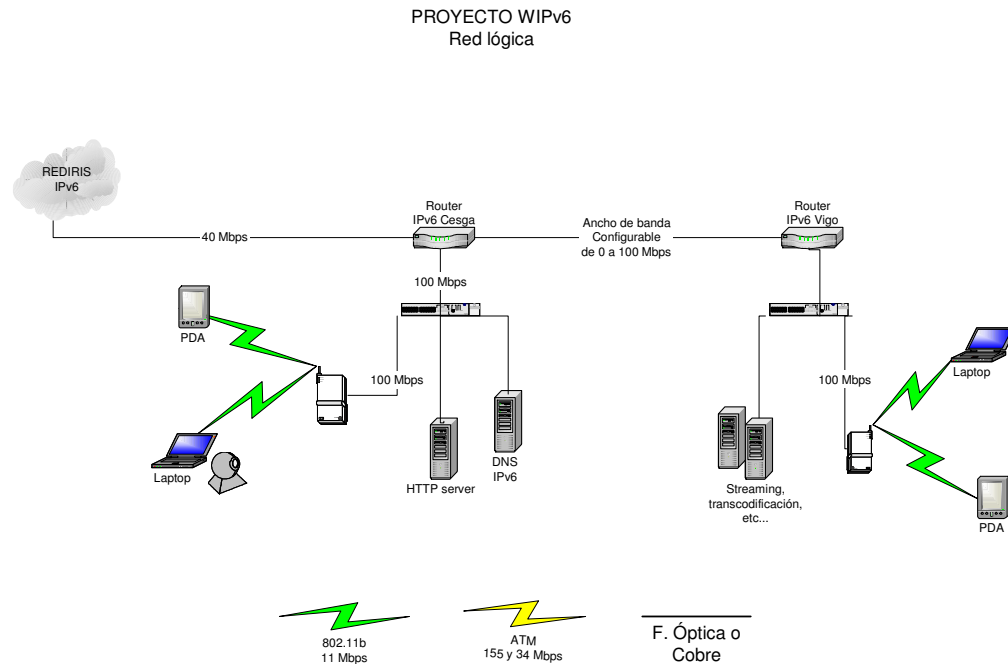 PROYECTO WIPv6
Red lógica
REDIRIS
IPv6
Router
IPv6 Cesga
Ancho de banda
Configurable
de 0 a 100 Mbps
Router
IPv6 Vigo
40 Mbps
100 Mbps
PDA
100 Mbps
Laptop
HTTP server
DNS
IPv6
100 Mbps
Laptop
Streaming,
transcodificación,
etc...
PDA
802.11b
11 Mbps
ATM
155 y 34 Mbps
F. Óptica o
Cobre